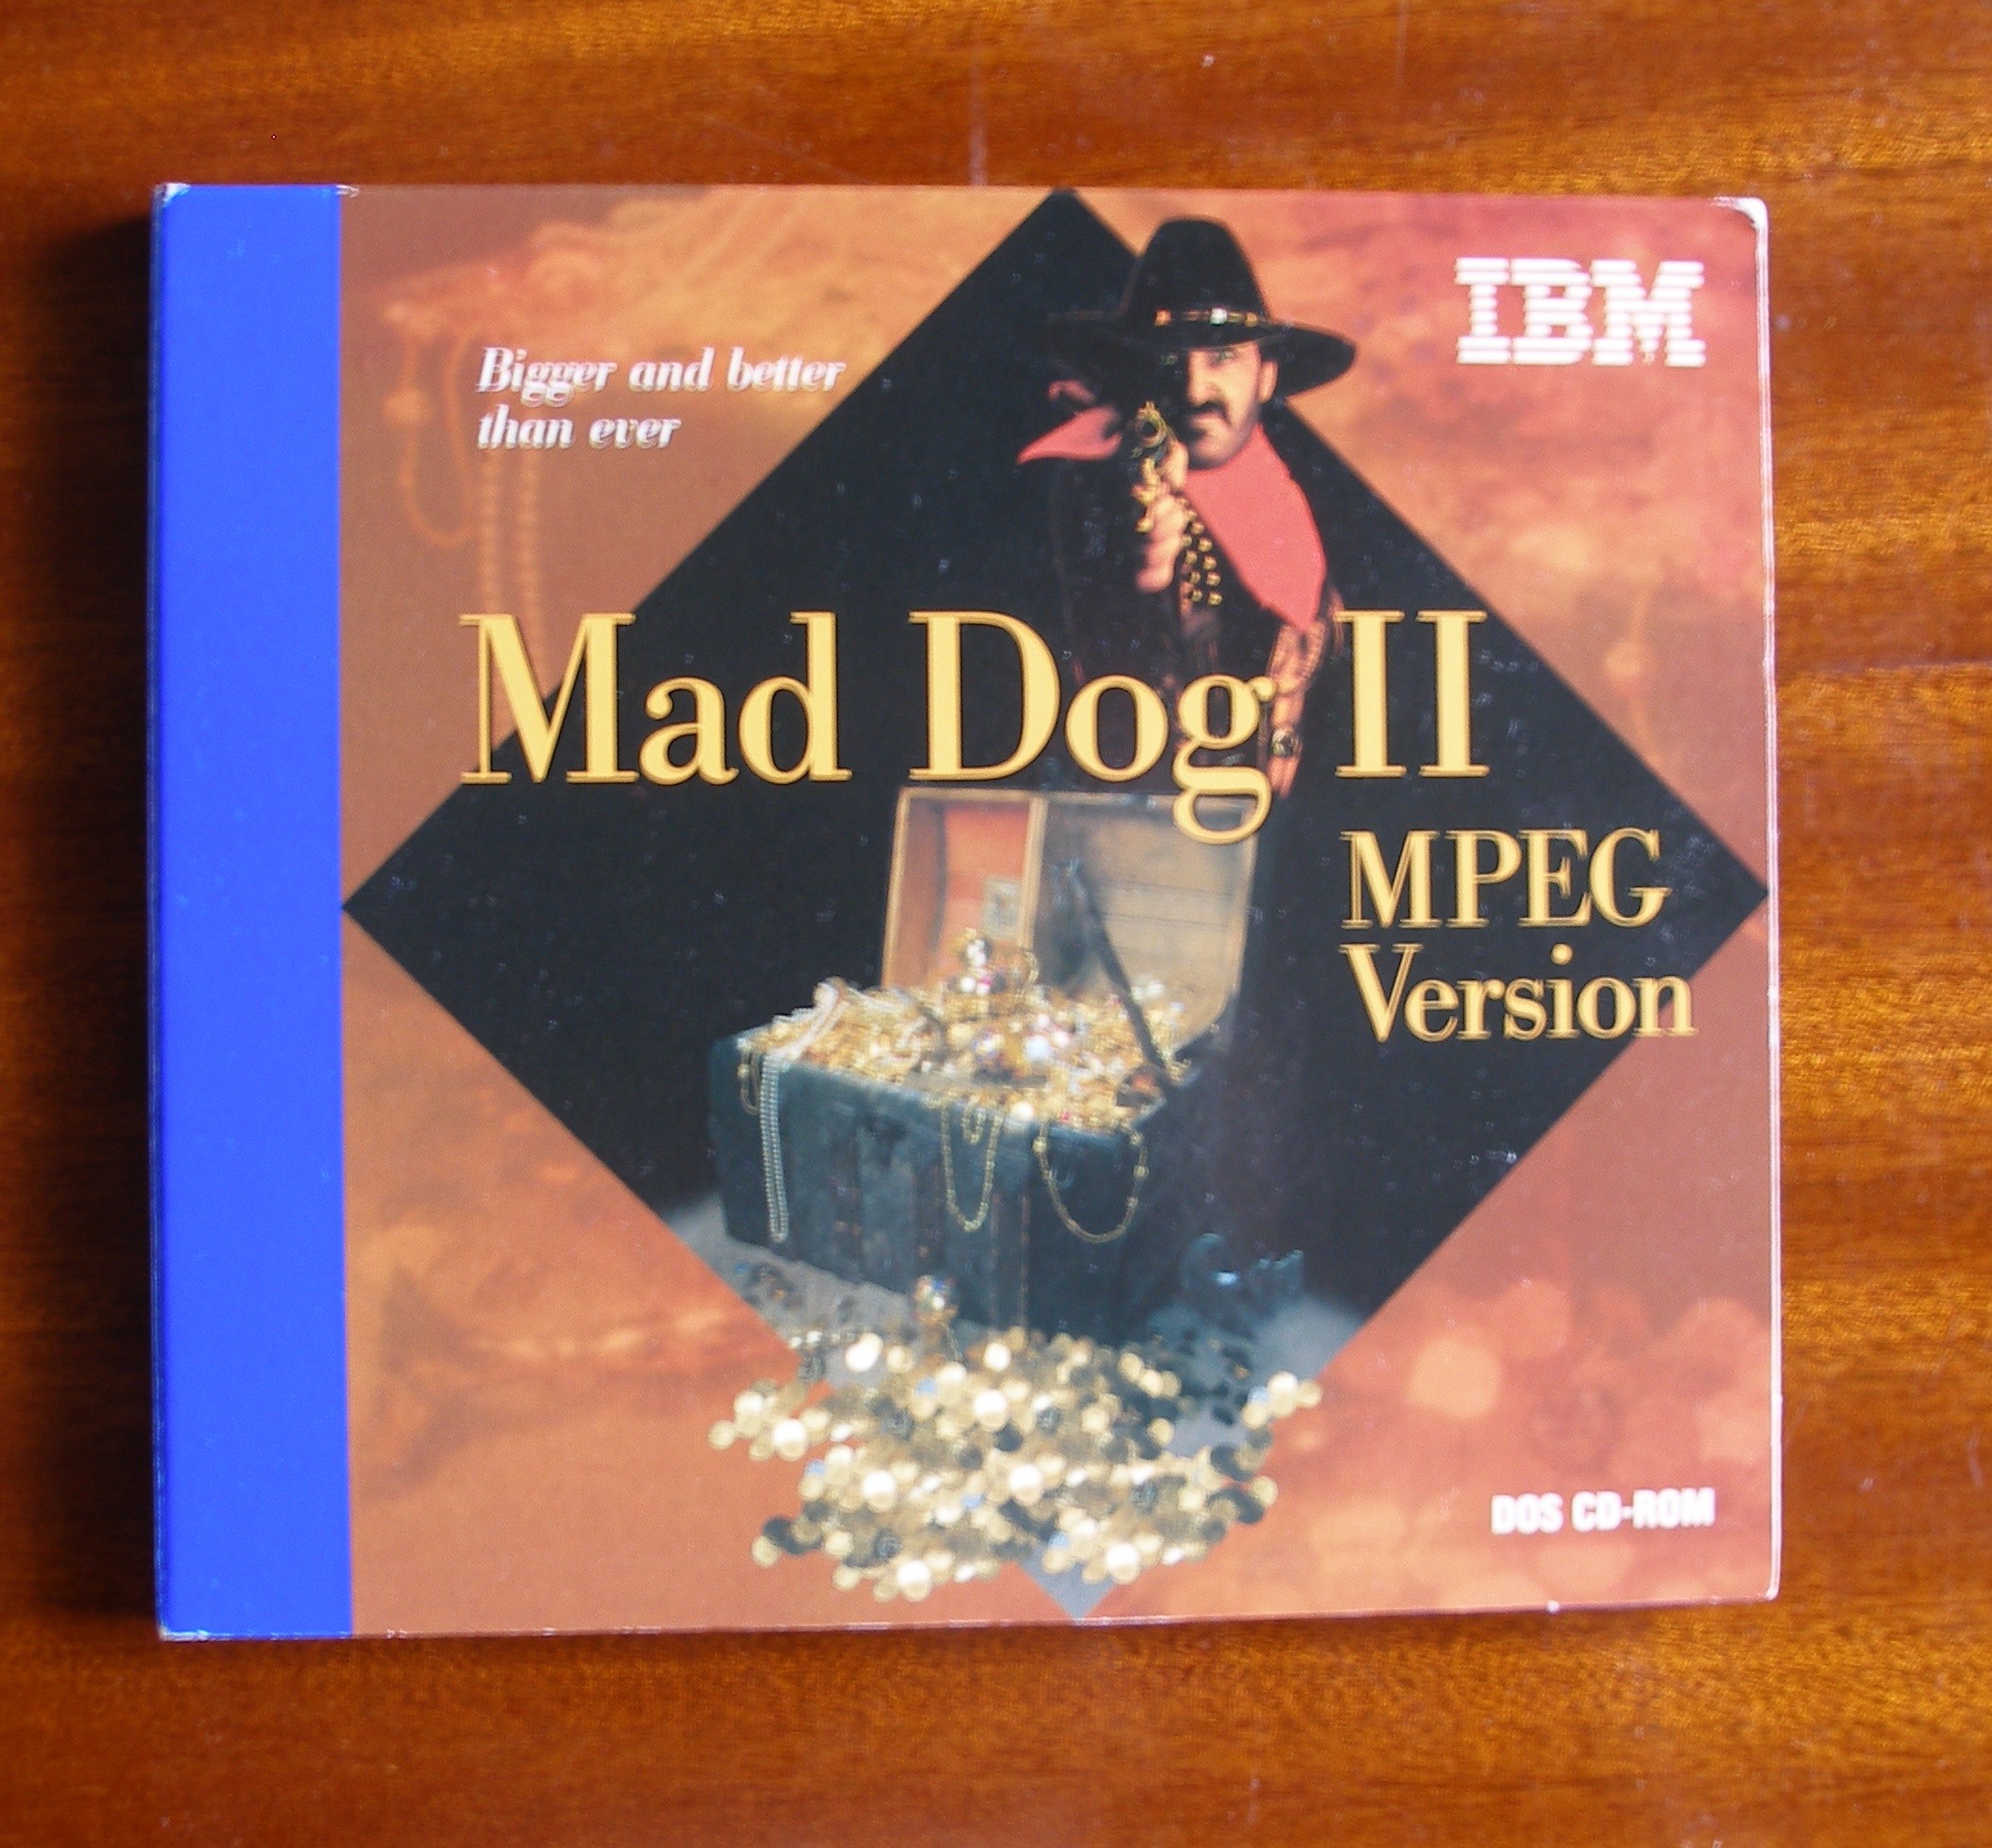 IBM
Bigger and better
than ever
Mad Dog II
MPEG
Version
DOS CD-ROM